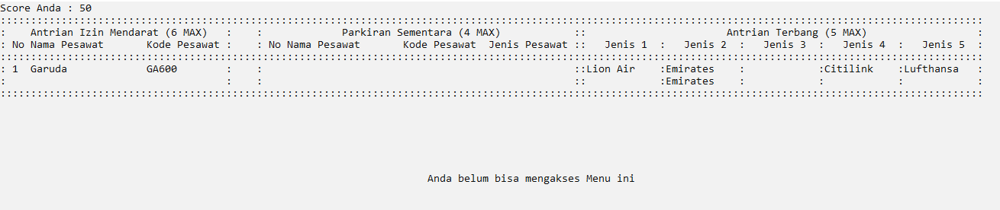 Score Anda : 50
:::::::::::::::::::::::::::::::::::::::::::::::::::::::::::::::::::::::::::::::::::::::::::::::::::::::::::::::::::::::::::::::::::::::::::::::::::::::::::::::::
:    Antrian Izin Mendarat (6 MAX)   :    :             Parkiran Sementara (4 MAX)            ::                       Antrian Terbang (5 MAX)                  :
: No Nama Pesawat       Kode Pesawat :    : No Nama Pesawat       Kode Pesawat  Jenis Pesawat ::   Jenis 1  :   Jenis 2  :   Jenis 3  :   Jenis 4  :   Jenis 5  :
:::::::::::::::::::::::::::::::::::::::::::::::::::::::::::::::::::::::::::::::::::::::::::::::::::::::::::::::::::::::::::::::::::::::::::::::::::::::::::::::::
: 1  Garuda             GA600        :    :                                                   ::Lion Air    :Emirates    :            :Citilink    :Lufthansa   :
:                                    :    :                                                   ::            :Emirates    :            :            :            :
:::::::::::::::::::::::::::::::::::::::::::::::::::::::::::::::::::::::::::::::::::::::::::::::::::::::::::::::::::::::::::::::::::::::::::::::::::::::::::::::::
Anda belum bisa mengakses Menu ini